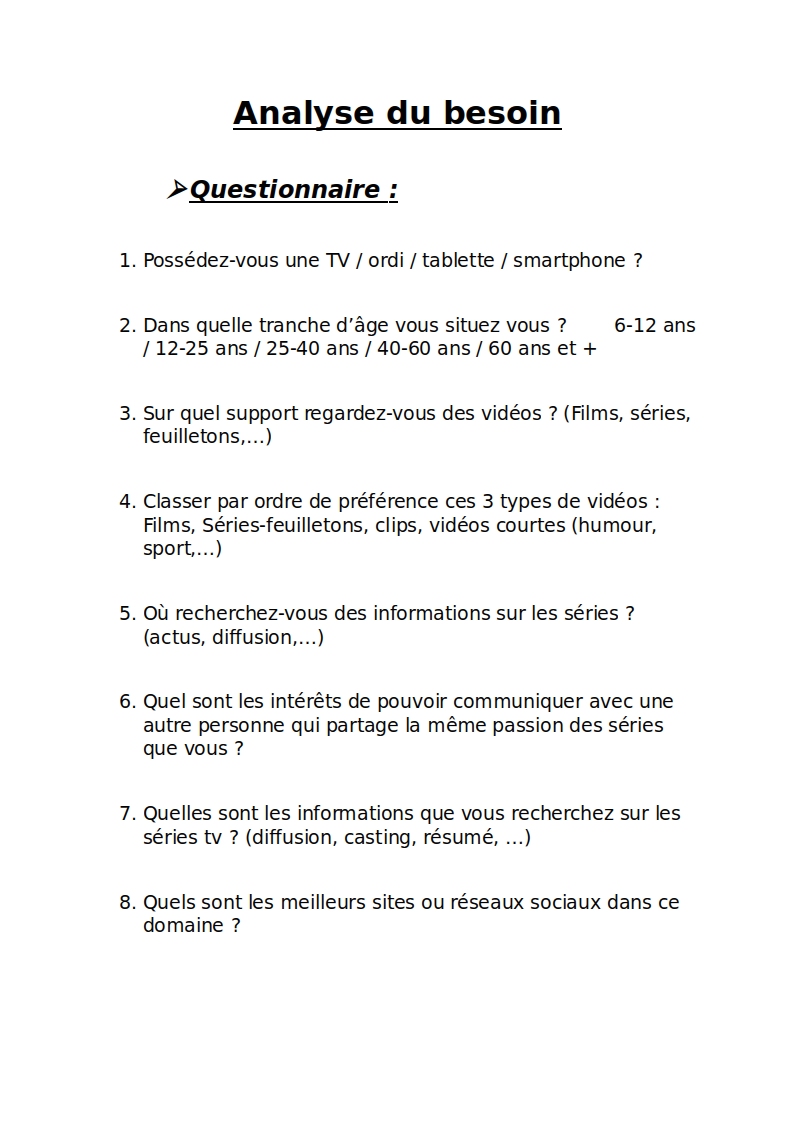 Analyse du besoin
➢Questionnaire :
1. Possédez-vous une TV / ordi / tablette / smartphone ?
2. Dans quelle tranche d’âge vous situez vous ? 6-12 ans
/ 12-25 ans / 25-40 ans / 40-60 ans / 60 ans et +
3. Sur quel support regardez-vous des vidéos ? (Films, séries,
feuilletons,…)
4. Classer par ordre de préférence ces 3 types de vidéos :
Films, Séries-feuilletons, clips, vidéos courtes (humour,
sport,…)
5. Où recherchez-vous des informations sur les séries ?
(actus, diffusion,…)
6. Quel sont les intérêts de pouvoir communiquer avec une
autre personne qui partage la même passion des séries
que vous ?
7. Quelles sont les informations que vous recherchez sur les
séries tv ? (diffusion, casting, résumé, …)
8. Quels sont les meilleurs sites ou réseaux sociaux dans ce
domaine ?